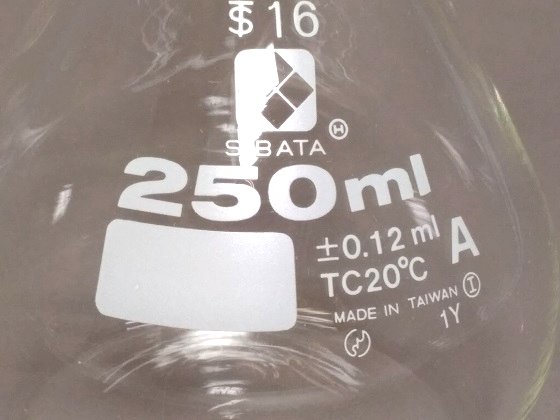 16
SIBATA Ⓗ
250ml
±0.12 ml A
TC20°C
MADE IN TAIWAN Ⓘ
1Y